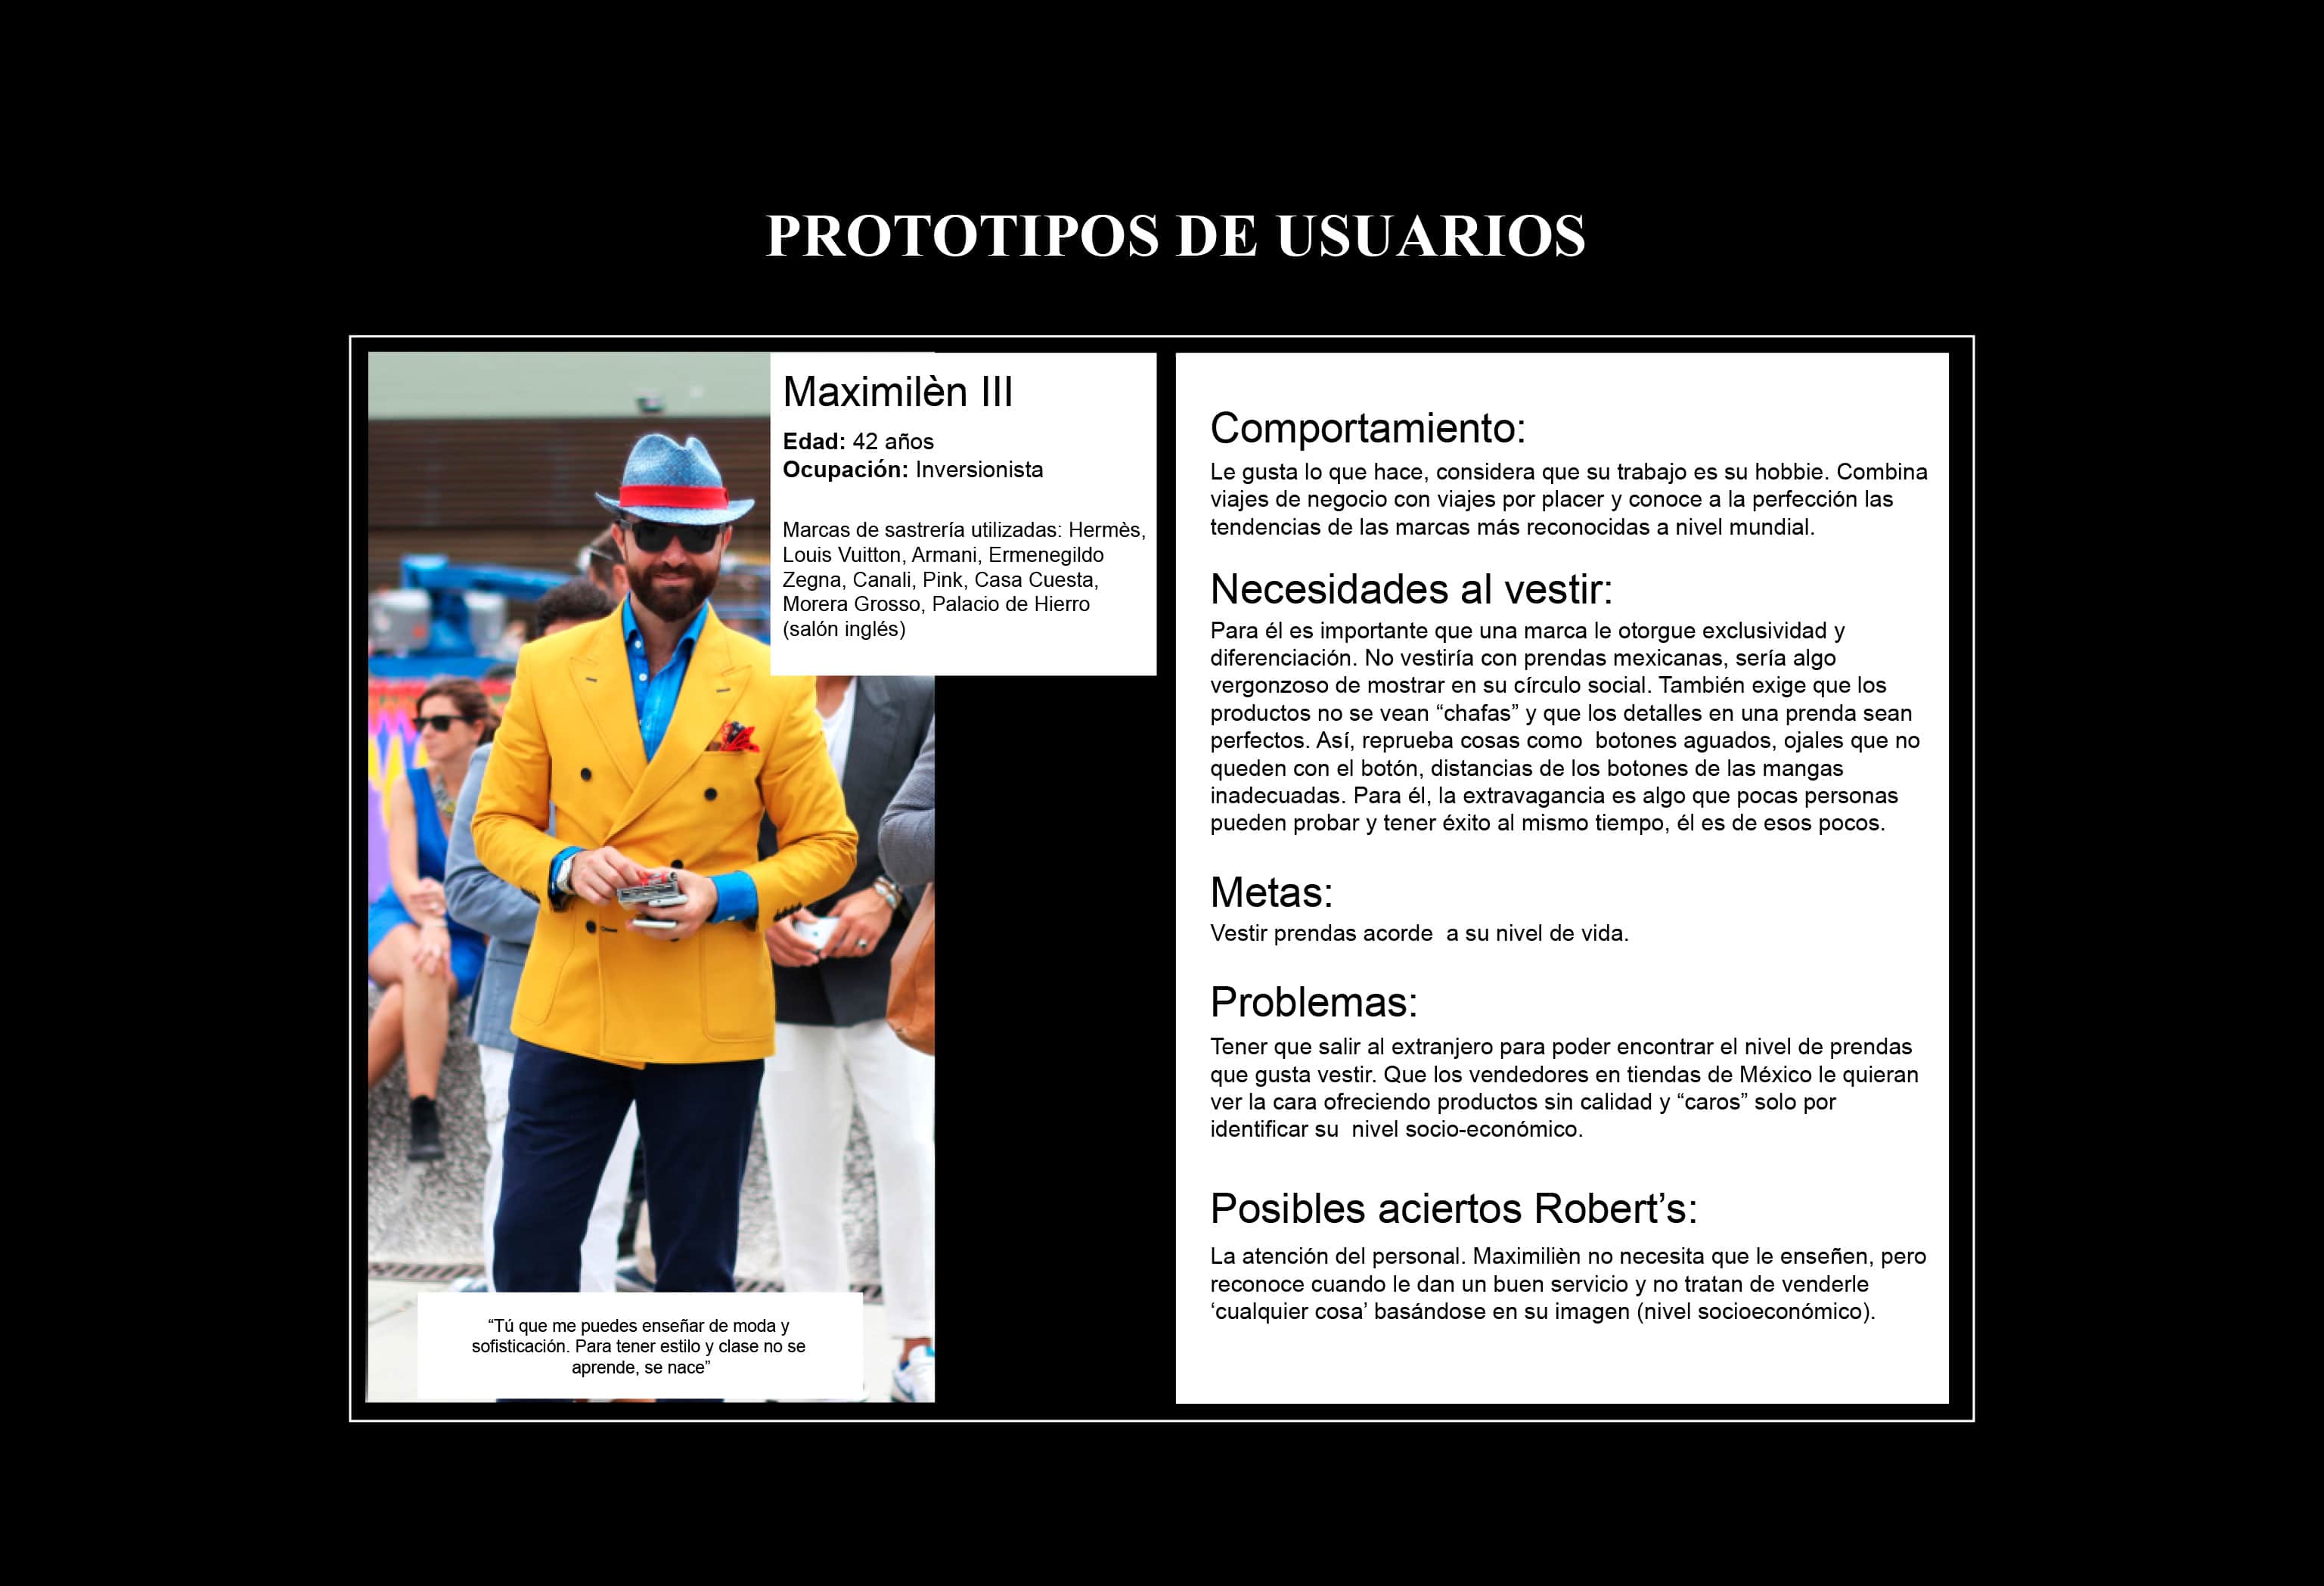 PROTOTIPOS DE USUARIOS
Maximilèn III
Edad: 42 años
Ocupación: Inversionista
Marcas de sastrería utilizadas: Hermès,
Louis Vuitton, Armani, Ermenegildo
Zegna, Canali, Pink, Casa Cuesta,
Morera Grosso, Palacio de Hierro
(salón inglés)
“Tú que me puedes enseñar de moda y
sofisticación. Para tener estilo y clase no se
aprende, se nace”
Comportamiento:
Le gusta lo que hace, considera que su trabajo es su hobbie. Combina
viajes de negocio con viajes por placer y conoce a la perfección las
tendencias de las marcas más reconocidas a nivel mundial.
Necesidades al vestir:
Para él es importante que una marca le otorgue exclusividad y
diferenciación. No vestiría con prendas mexicanas, sería algo
vergonzoso de mostrar en su círculo social. También exige que los
productos no se vean “chafas” y que los detalles en una prenda sean
perfectos. Así, reprueba cosas como  botones aguados, ojales que no
queden con el botón, distancias de los botones de las mangas
inadecuadas. Para él, la extravagancia es algo que pocas personas
pueden probar y tener éxito al mismo tiempo, él es de esos pocos.
Metas:
Vestir prendas acorde  a su nivel de vida.
Problemas:
Tener que salir al extranjero para poder encontrar el nivel de prendas
que gusta vestir. Que los vendedores en tiendas de México le quieran
ver la cara ofreciendo productos sin calidad y “caros” solo por
identificar su  nivel socio-económico.
Posibles aciertos Robert’s:
La atención del personal. Maximilièn no necesita que le enseñen, pero
reconoce cuando le dan un buen servicio y no tratan de venderle
‘cualquier cosa’ basándose en su imagen (nivel socioeconómico).